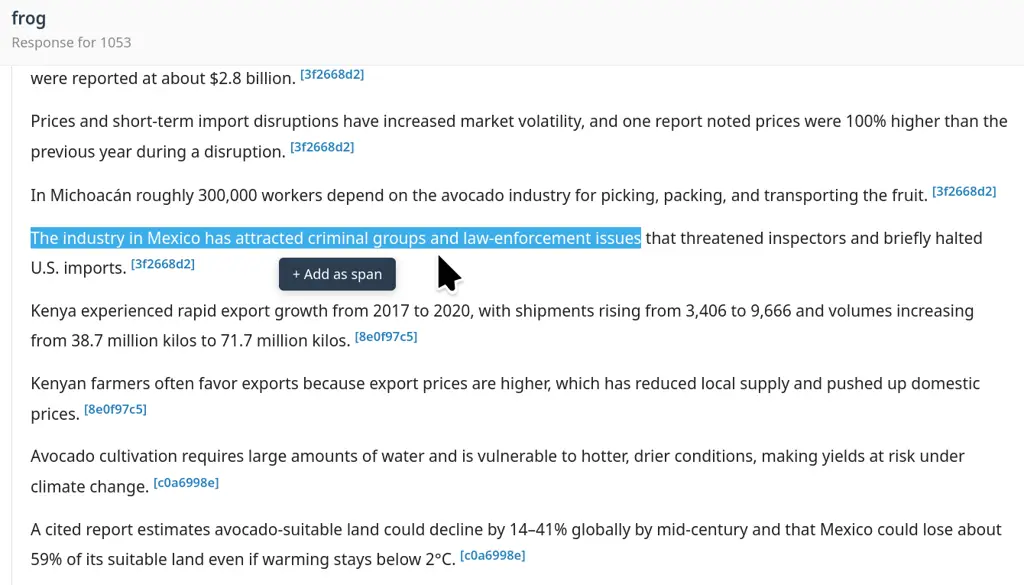 frog
Response for 1053
were reported at about $2.8 billion. [3f2668d2]
Prices and short-term import disruptions have increased market volatility, and one report noted prices were 100% higher than the
previous year during a disruption. [3f2668d2]
In Michoacán roughly 300,000 workers depend on the avocado industry for picking, packing, and transporting the fruit. [3f2668d2]
The industry in Mexico has attracted criminal groups and law-enforcement issues that threatened inspectors and briefly halted
U.S. imports. [3f2668d2]
+ Add as span
Kenya experienced rapid export growth from 2017 to 2020, with shipments rising from 3,406 to 9,666 and volumes increasing
from 38.7 million kilos to 71.7 million kilos. [8e0f97c5]
Kenyan farmers often favor exports because export prices are higher, which has reduced local supply and pushed up domestic
prices. [8e0f97c5]
Avocado cultivation requires large amounts of water and is vulnerable to hotter, drier conditions, making yields at risk under
climate change. [c0a6998e]
A cited report estimates avocado-suitable land could decline by 14–41% globally by mid-century and that Mexico could lose about
59% of its suitable land even if warming stays below 2°C. [c0a6998e]